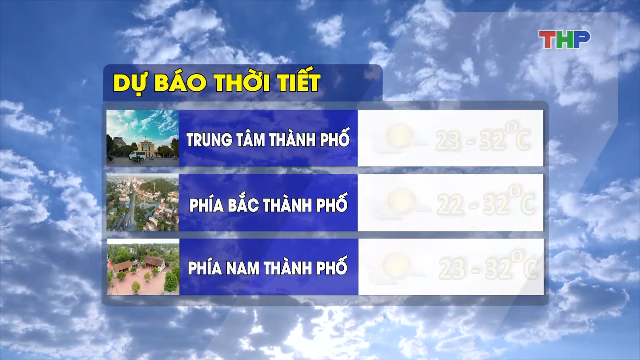 THP
DỰ BÁO THỜI TIẾT
TRUNG TÂM THÀNH PHỐ 23 - 32°C
PHÍA BẮC THÀNH PHỐ 22 - 32°C
PHÍA NAM THÀNH PHỐ 23 - 32°C